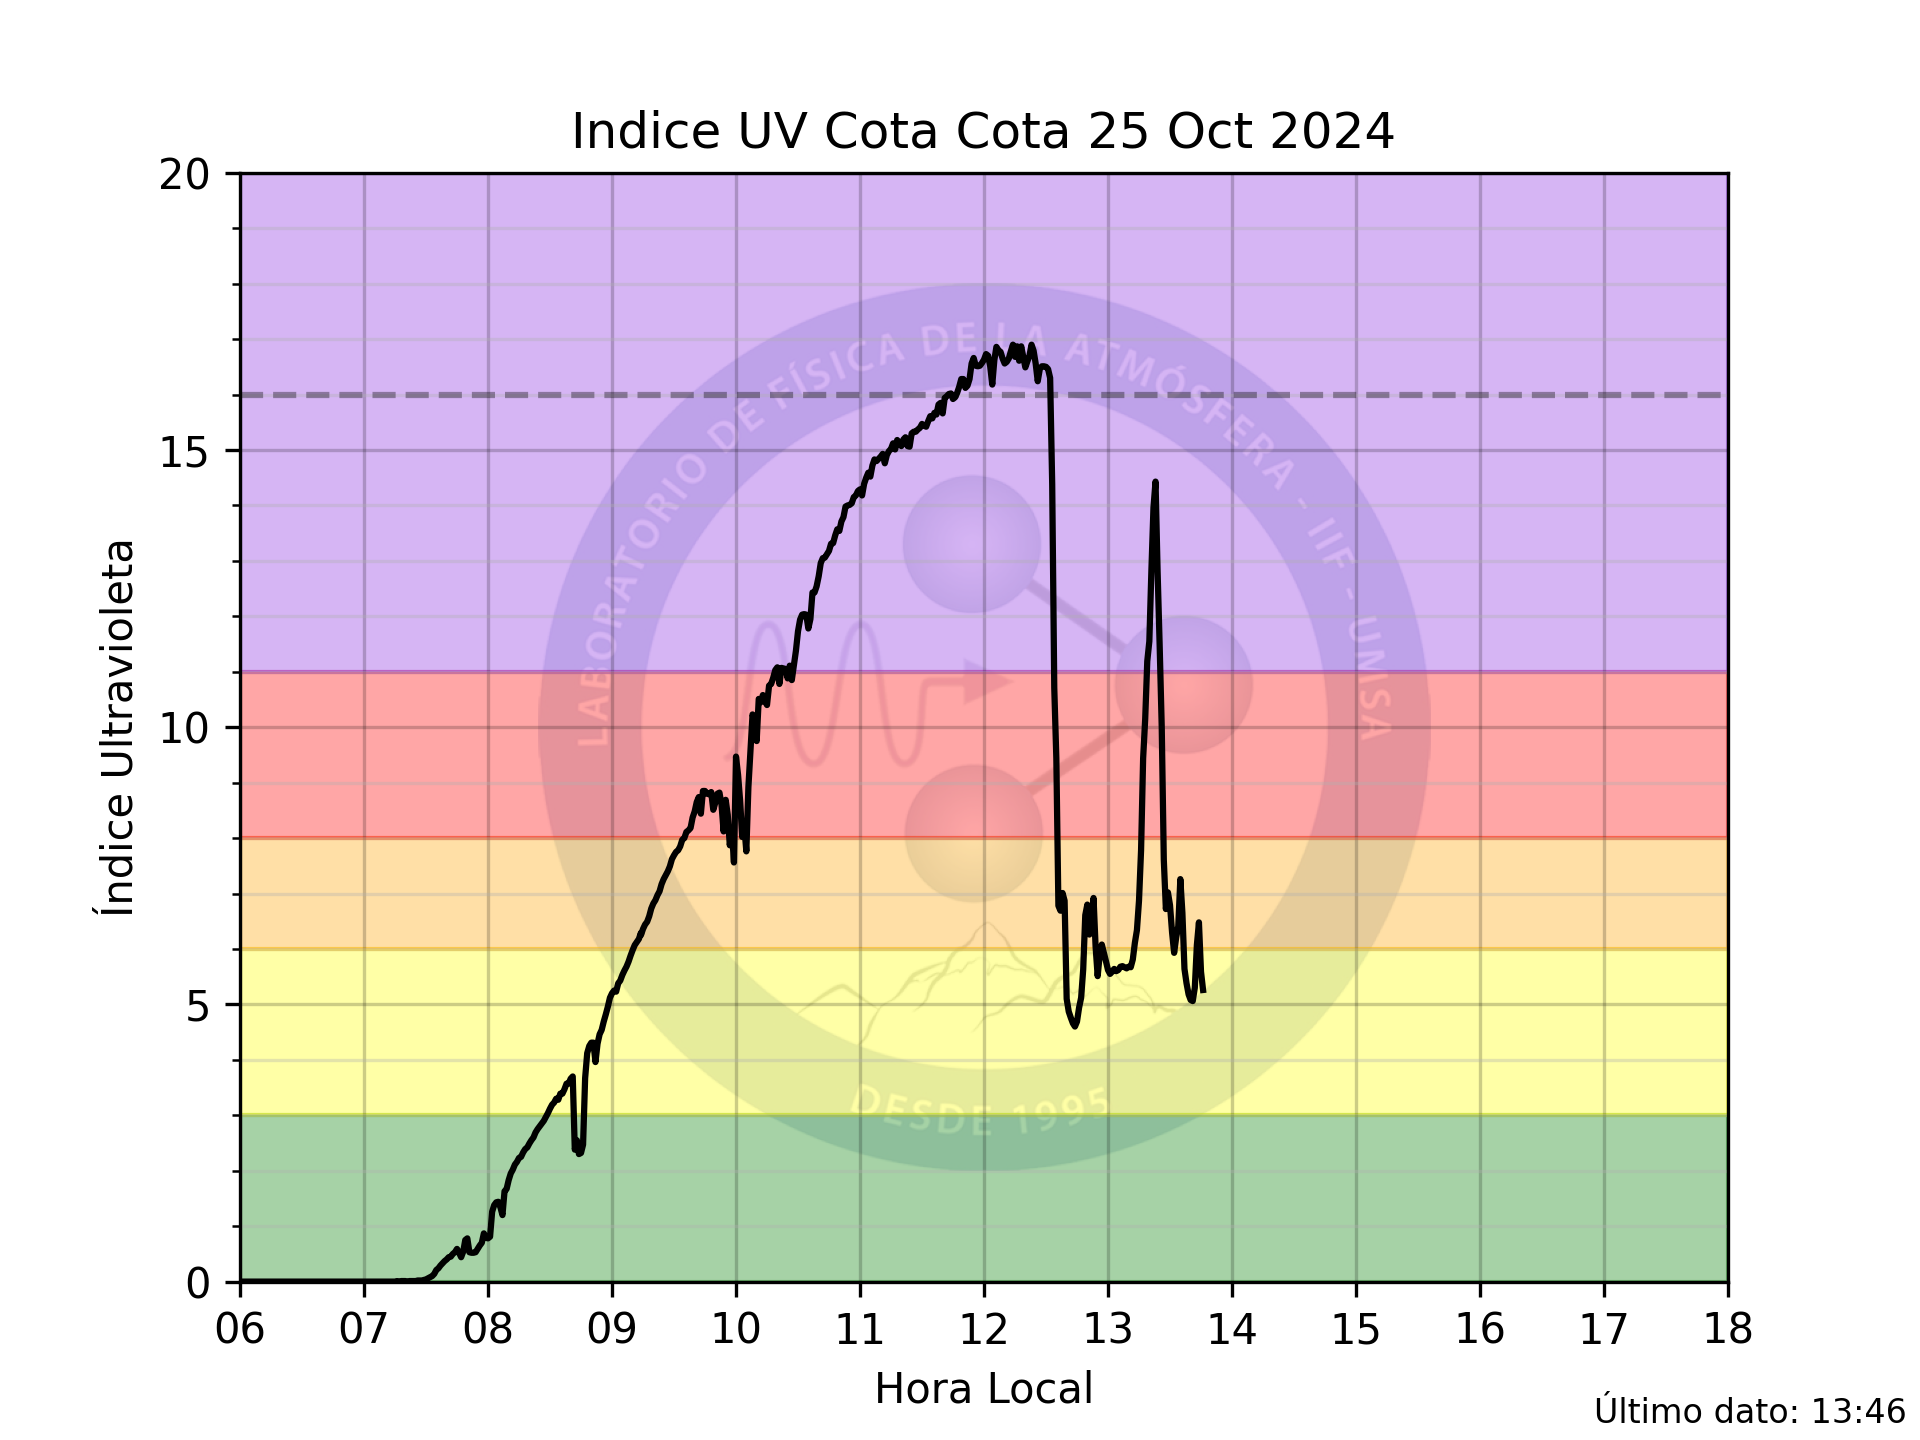 Indice UV Cota Cota 25 Oct 2024
20
15
10
5
0
Índice Ultravioleta
LABORATORIO DE FÍSICA DE LA ATMÓSFERA - IIF - UMSA
DESDE 1995
06 07 08 09 10 11 12 13 14 15 16 17 18
Hora Local
Último dato: 13:46